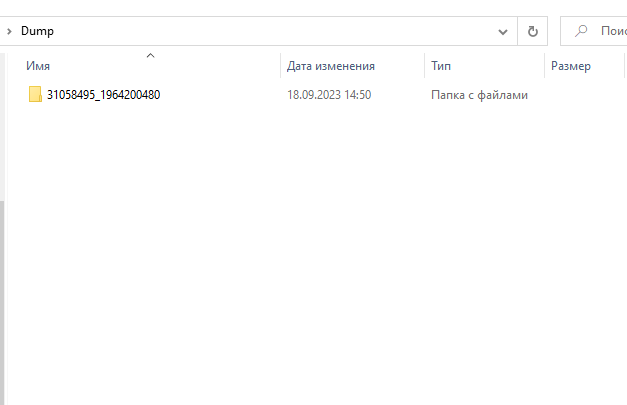 Dump
Поис
Имя Дата изменения Тип Размер
31058495_1964200480 18.09.2023 14:50 Папка с файлами